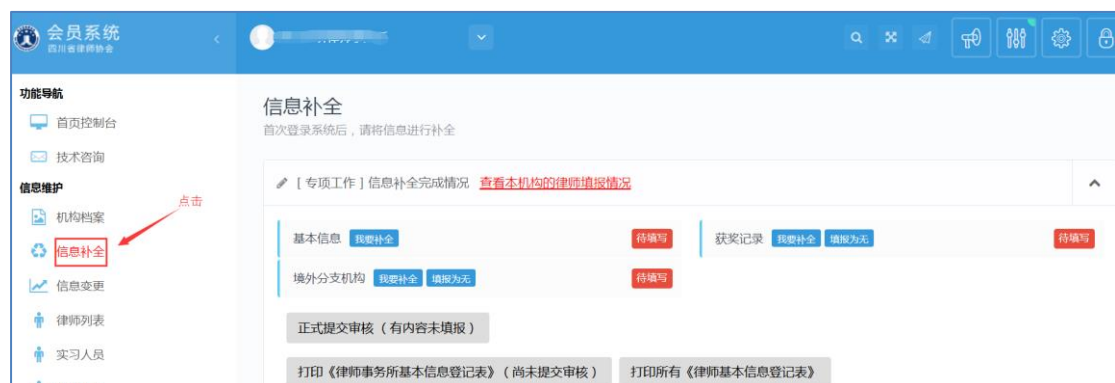 会员系统
四川省律师协会
功能导航
首页控制台
技术咨询
信息维护
机构档案
点击
信息补全
信息变更
律师列表
实习人员
信息补全
首次登录系统后，请将信息进行补全
[ 专项工作 ] 信息补全完成情况 查看本机构的律师填报情况
基本信息 我要补全 待填写
获奖记录 我要补全 填报为无 待填写
境外分支机构 我要补全 填报为无 待填写
正式提交审核（有内容未填报）
打印《律师事务所基本信息登记表》（尚未提交审核） 打印所有《律师基本信息登记表》